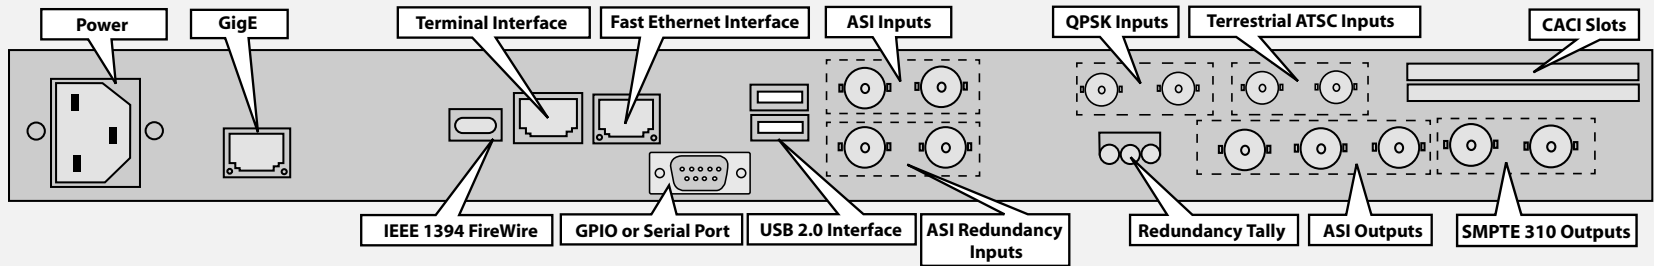 Power
GigE
Terminal Interface
Fast Ethernet Interface
ASI Inputs
QPSK Inputs
Terrestrial ATSC Inputs
CACI Slots
IEEE 1394 FireWire
GPIO or Serial Port
USB 2.0 Interface
ASI Redundancy
Inputs
Redundancy Tally
ASI Outputs
SMPTE 310 Outputs